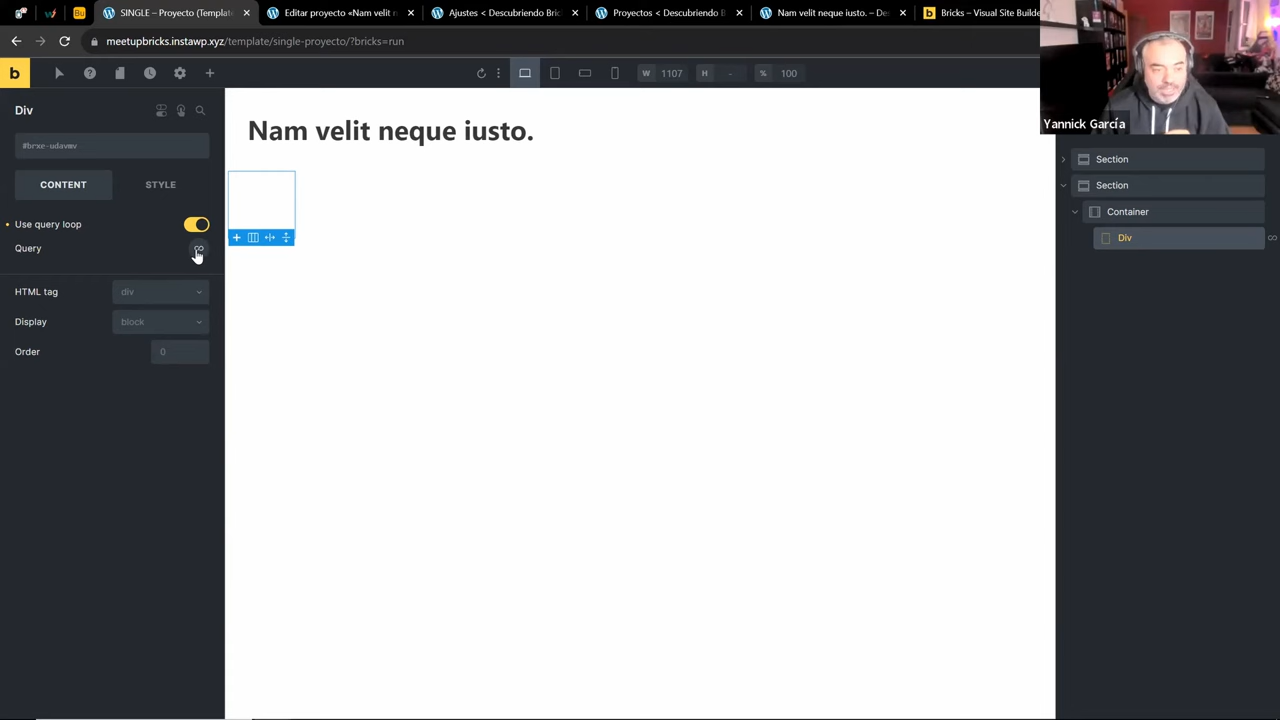 SINGLE – Proyecto (Templat
Editar proyecto «Nam velit n
Ajustes < Descubriendo Bric
Proyectos < Descubriendo B
Nam velit neque iusto. – De
Bricks – Visual Site Builde
Bu
meetupbricks.instawp.xyz/template/single-proyecto/?bricks=run
b
W 1107 H - % 100
Yannick García
Div
#brxe-udavmv
CONTENT STYLE
Use query loop
Query
HTML tag div
Display block
Order 0
Nam velit neque iusto.
Section
Section
Container
Div